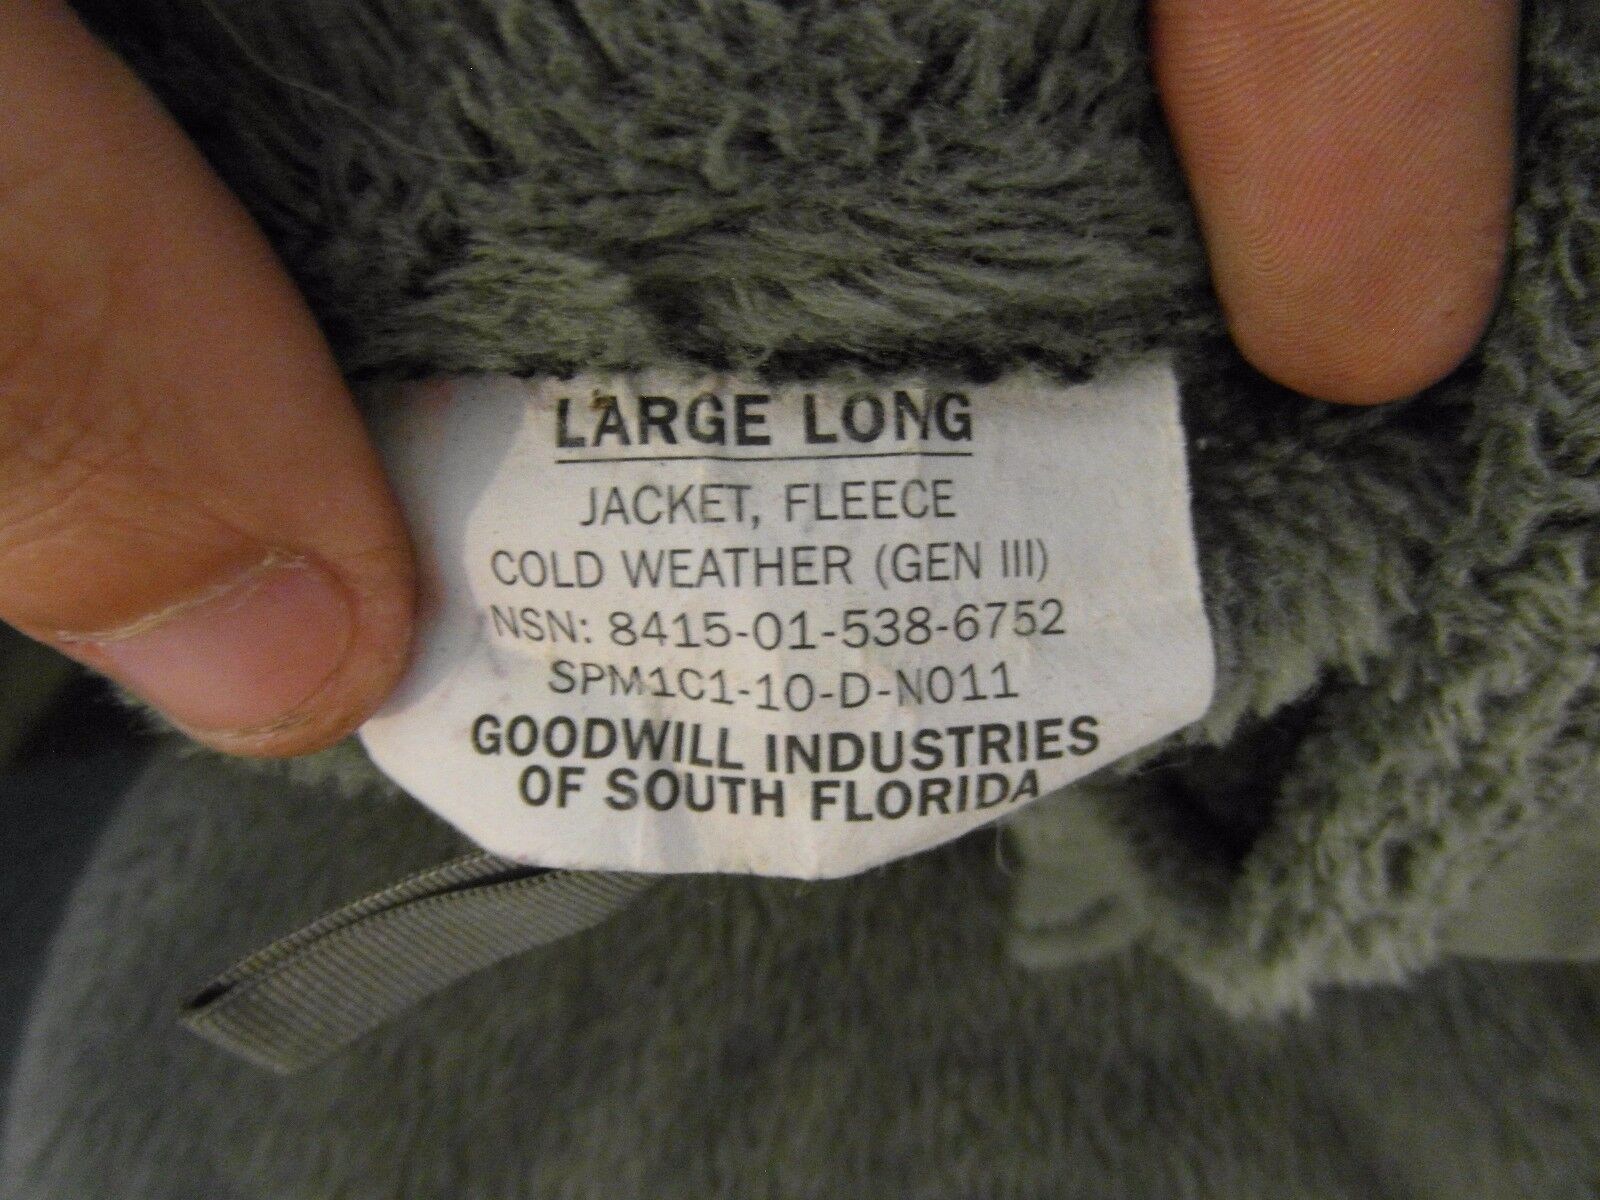 LARGE LONG
JACKET, FLEECE
COLD WEATHER (GEN III)
NSN: 8415-01-538-6752
SPM1C1-10-D-N011
GOODWILL INDUSTRIES
OF SOUTH FLORIDA